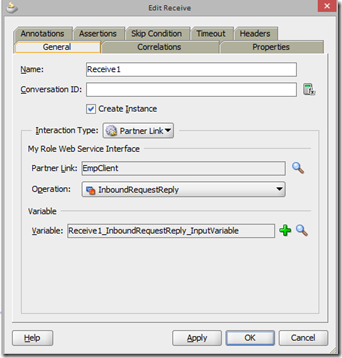 Edit Receive
Annotations Assertions Skip Condition Timeout Headers
General Correlations Properties
Name: Receive1
Conversation ID:
Create Instance
Interaction Type: Partner Link
My Role Web Service Interface
Partner Link: EmpClient
Operation: InboundRequestReply
Variable
Variable: Receive1_InboundRequestReply_InputVariable
Help Apply OK Cancel